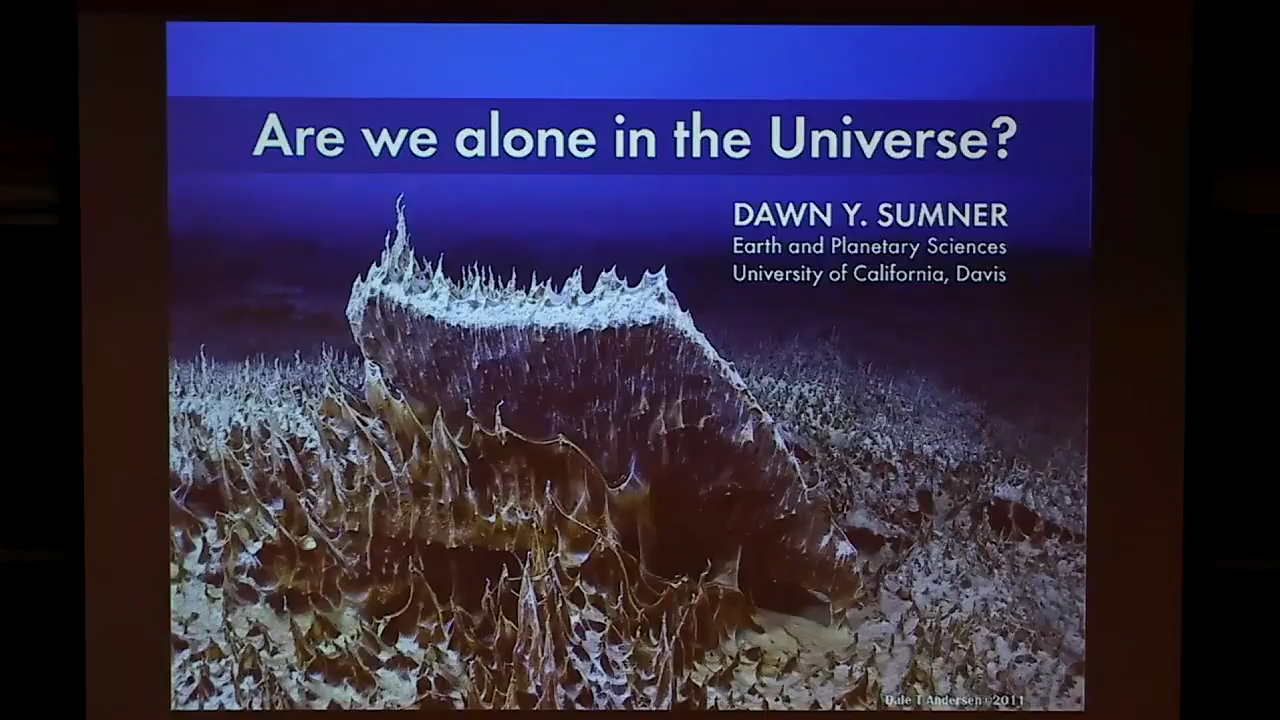 Are we alone in the Universe?
DAWN Y. SUMNER
Earth and Planetary Sciences
University of California, Davis
Dale T Andersen ©2011